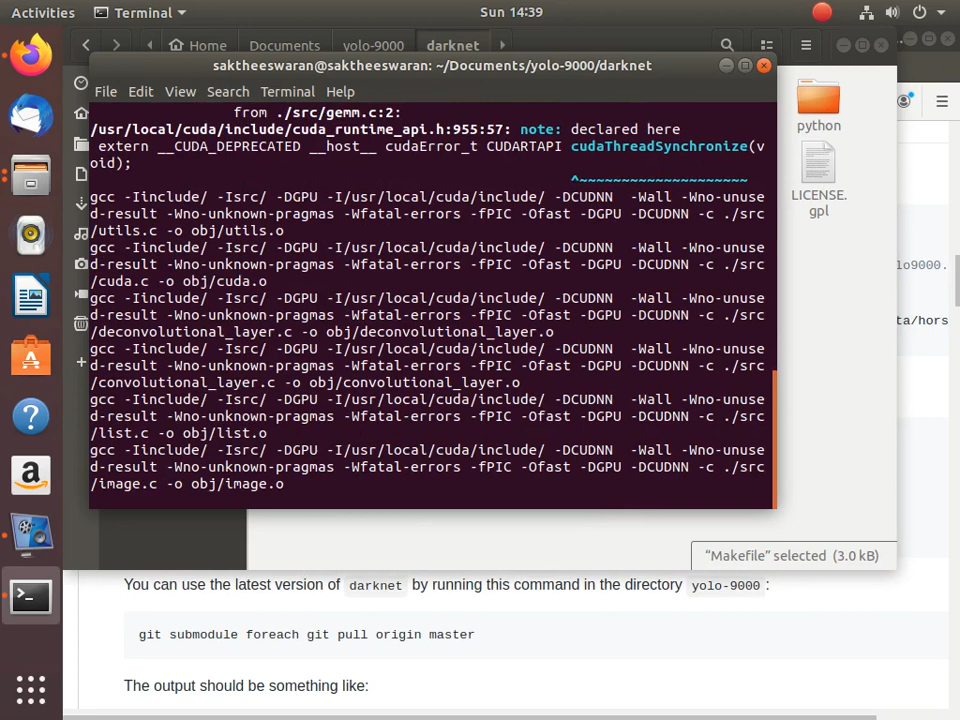 Activities
Terminal
Sun 14:39
Home
Documents
yolo-9000
darknet
saktheeswaran@saktheeswaran: ~/Documents/yolo-9000/darknet
File Edit View Search Terminal Help
from ./src/gemm.c:2:
/usr/local/cuda/include/cuda_runtime_api.h:955:57: note: declared here
extern __CUDA_DEPRECATED __host__ cudaError_t CUDARTAPI cudaThreadSynchronize(v
oid);
^~~~~~~~~~~~~~~~~~~~~
gcc -Iinclude/ -Isrc/ -DGPU -I/usr/local/cuda/include/ -DCUDNN  -Wall -Wno-unuse
d-result -Wno-unknown-pragmas -Wfatal-errors -fPIC -Ofast -DGPU -DCUDNN -c ./src
/utils.c -o obj/utils.o
gcc -Iinclude/ -Isrc/ -DGPU -I/usr/local/cuda/include/ -DCUDNN  -Wall -Wno-unuse
d-result -Wno-unknown-pragmas -Wfatal-errors -fPIC -Ofast -DGPU -DCUDNN -c ./src
/cuda.c -o obj/cuda.o
gcc -Iinclude/ -Isrc/ -DGPU -I/usr/local/cuda/include/ -DCUDNN  -Wall -Wno-unuse
d-result -Wno-unknown-pragmas -Wfatal-errors -fPIC -Ofast -DGPU -DCUDNN -c ./src
/deconvolutional_layer.c -o obj/deconvolutional_layer.o
gcc -Iinclude/ -Isrc/ -DGPU -I/usr/local/cuda/include/ -DCUDNN  -Wall -Wno-unuse
d-result -Wno-unknown-pragmas -Wfatal-errors -fPIC -Ofast -DGPU -DCUDNN -c ./src
/convolutional_layer.c -o obj/convolutional_layer.o
gcc -Iinclude/ -Isrc/ -DGPU -I/usr/local/cuda/include/ -DCUDNN  -Wall -Wno-unuse
d-result -Wno-unknown-pragmas -Wfatal-errors -fPIC -Ofast -DGPU -DCUDNN -c ./src
/list.c -o obj/list.o
gcc -Iinclude/ -Isrc/ -DGPU -I/usr/local/cuda/include/ -DCUDNN  -Wall -Wno-unuse
d-result -Wno-unknown-pragmas -Wfatal-errors -fPIC -Ofast -DGPU -DCUDNN -c ./src
/image.c -o obj/image.o
python
LICENSE.
gpl
lo9000.
ta/hors
“Makefile” selected (3.0 kB)
You can use the latest version of darknet by running this command in the directory yolo-9000 :
git submodule foreach git pull origin master
The output should be something like: